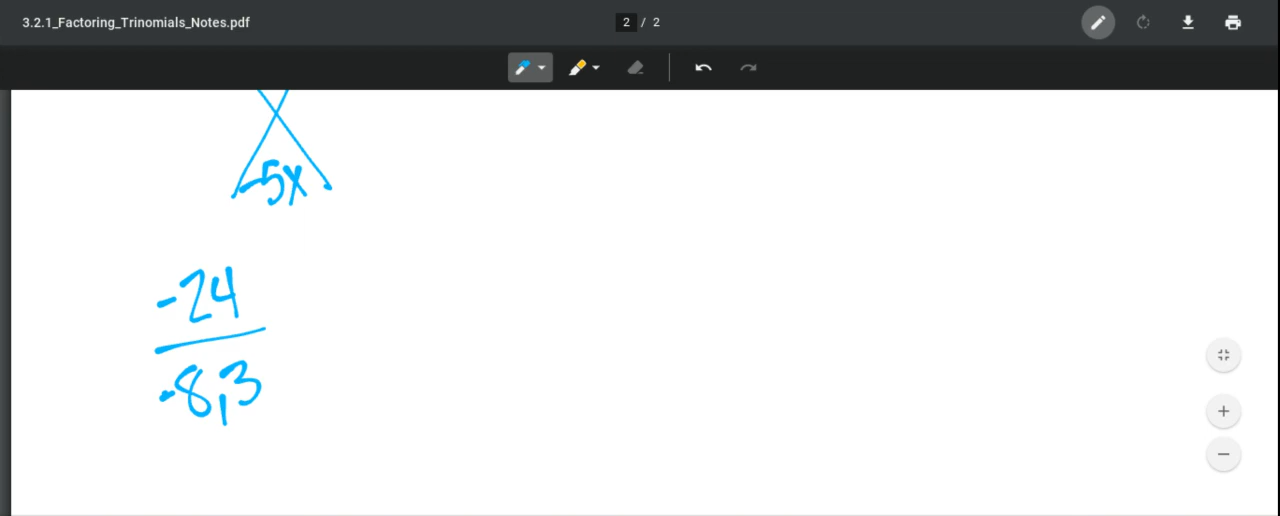 3.2.1_Factoring_Trinomials_Notes.pdf
2 / 2
-5x
-24
-8,3